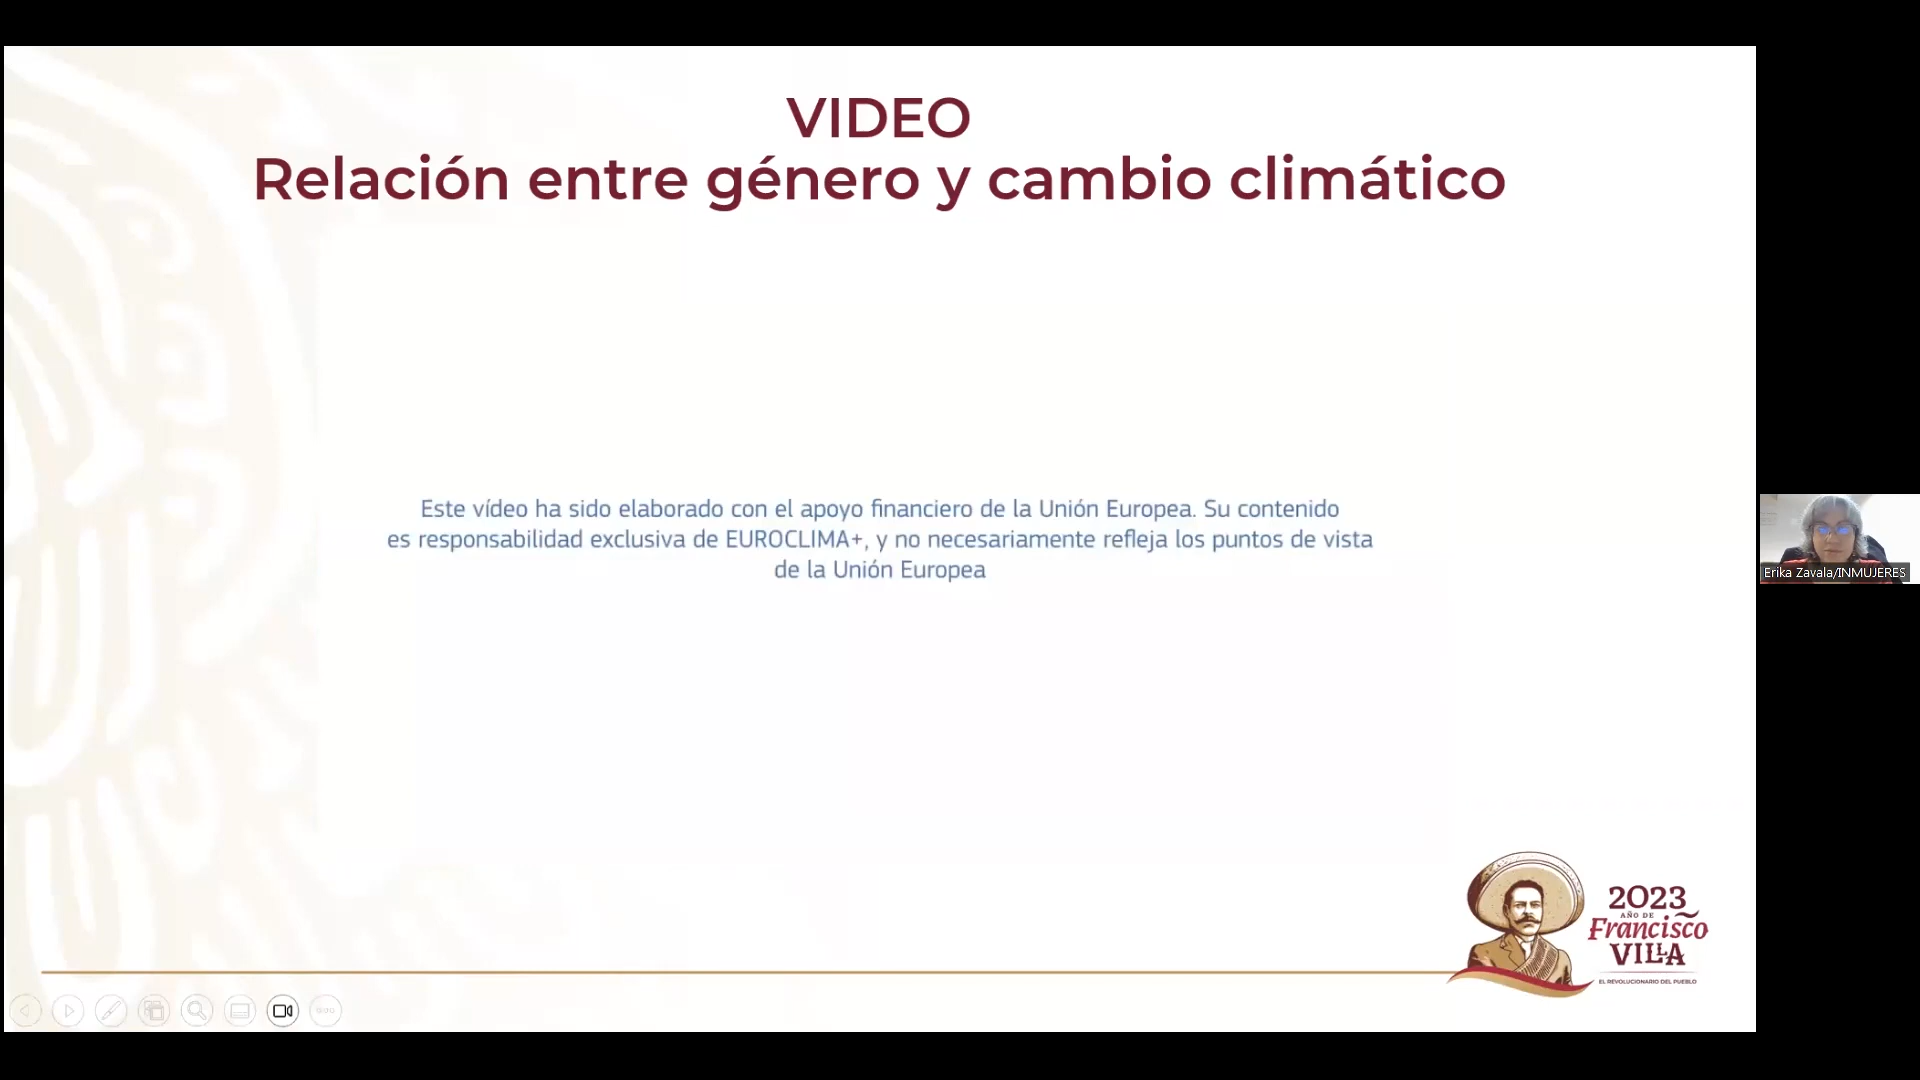 VIDEO
Relación entre género y cambio climático
Este vídeo ha sido elaborado con el apoyo financiero de la Unión Europea. Su contenido
es responsabilidad exclusiva de EUROCLIMA+, y no necesariamente refleja los puntos de vista
de la Unión Europea
Erika Zavala/INMUJERES
2023
AÑO DE
Francisco
VILLA
EL REVOLUCIONARIO DEL PUEBLO